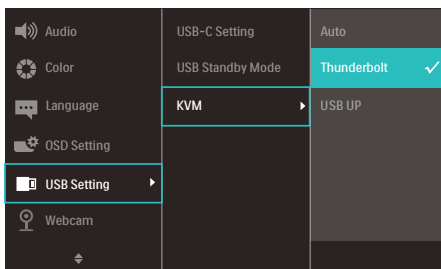 Audio
Color
Language
OSD Setting
USB Setting
Webcam
USB-C Setting
USB Standby Mode
KVM
Auto
Thunderbolt
USB UP